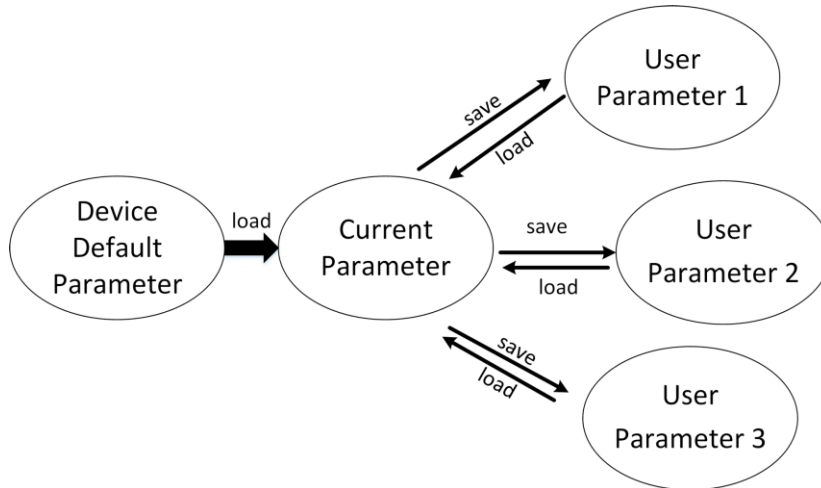 User
Parameter 1
save
load
Device
Default
Parameter
load
Current
Parameter
save
load
User
Parameter 2
save
load
User
Parameter 3